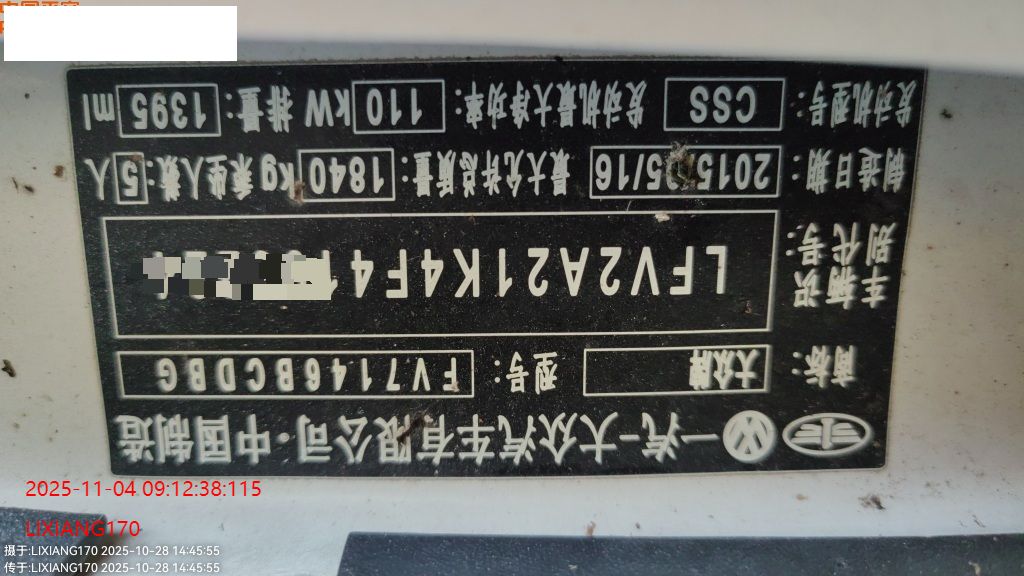 一汽-大众汽车有限公司·中国制造
商标: 大众牌 型号: FV7146BCDBG
车辆识别代号: LFV2A21K4F4
制造日期: 2015/05/16 最大允许总质量: 1840 kg 乘坐人数: 5 人
发动机型号: CSS 发动机最大净功率: 110 kW 排量: 1395 ml
2025-11-04 09:12:38:115
LIXIANG170
摄于:LIXIANG170 2025-10-28 14:45:55
传于:LIXIANG170 2025-10-28 14:45:55